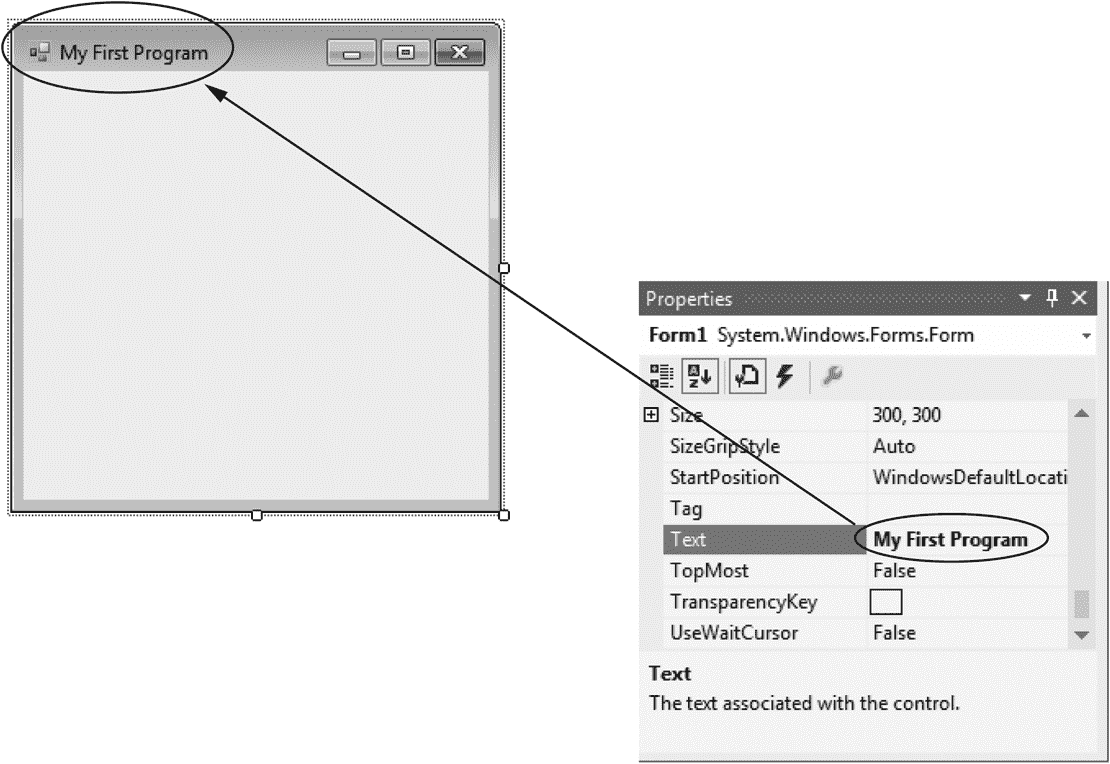 My First Program
Properties
Form1 System.Windows.Forms.Form
Size 300, 300
SizeGripStyle Auto
StartPosition WindowsDefaultLocati
Tag
Text My First Program
TopMost False
TransparencyKey
UseWaitCursor False
Text
The text associated with the control.